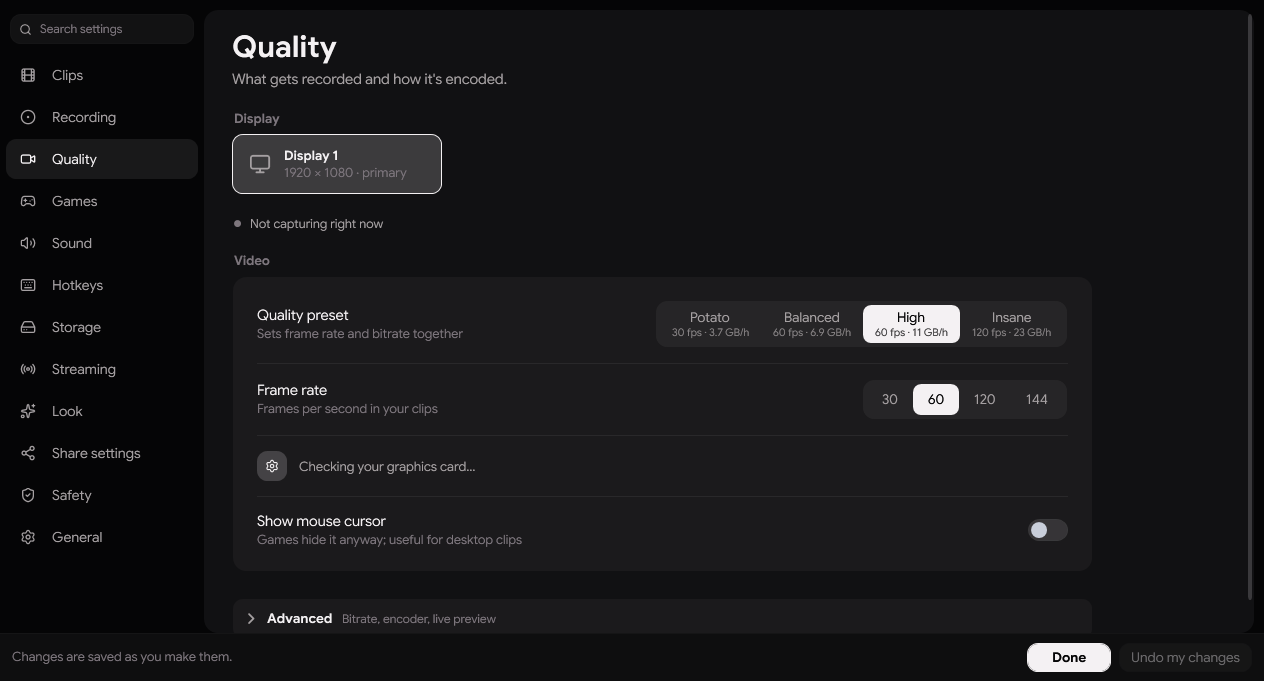 Search settings
Clips
Recording
Quality
Games
Sound
Hotkeys
Storage
Streaming
Look
Share settings
Safety
General
Quality
What gets recorded and how it's encoded.
Display
Display 1
1920 × 1080 · primary
Not capturing right now
Video
Quality preset
Sets frame rate and bitrate together
Potato
30 fps · 3.7 GB/h
Balanced
60 fps · 6.9 GB/h
High
60 fps · 11 GB/h
Insane
120 fps · 23 GB/h
Frame rate
Frames per second in your clips
30 60 120 144
Checking your graphics card...
Show mouse cursor
Games hide it anyway; useful for desktop clips
Advanced Bitrate, encoder, live preview
Changes are saved as you make them.
Done
Undo my changes